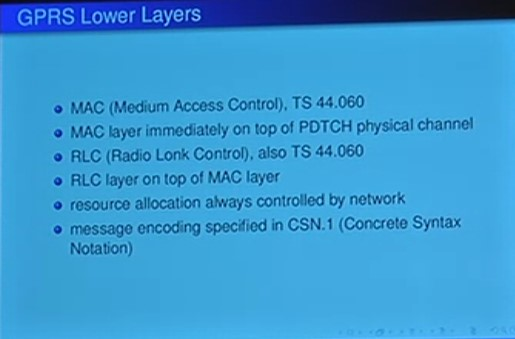 GPRS Lower Layers
MAC (Medium Access Control), TS 44.060
MAC layer immediately on top of PDTCH physical channel
RLC (Radio Lonk Control), also TS 44.060
RLC layer on top of MAC layer
resource allocation always controlled by network
message encoding specified in CSN.1 (Concrete Syntax
Notation)